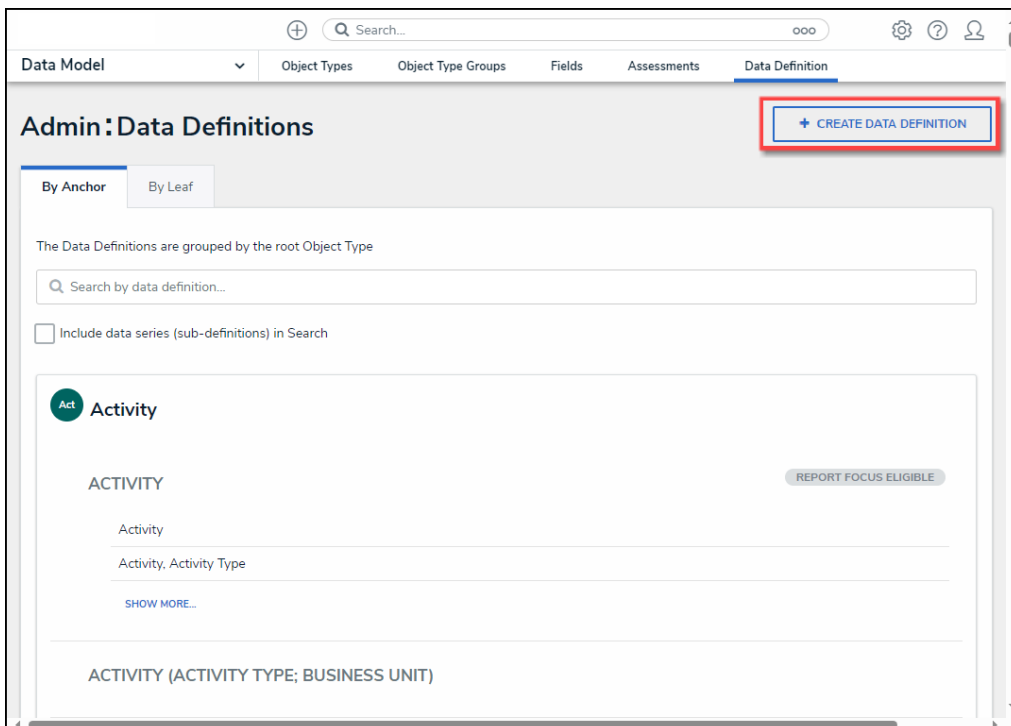 Search... ooo
Data Model Object Types Object Type Groups Fields Assessments Data Definition
Admin:Data Definitions
+ CREATE DATA DEFINITION
By Anchor By Leaf
The Data Definitions are grouped by the root Object Type
Search by data definition...
Include data series (sub-definitions) in Search
Act Activity
ACTIVITY REPORT FOCUS ELIGIBLE
Activity
Activity, Activity Type
SHOW MORE...
ACTIVITY (ACTIVITY TYPE; BUSINESS UNIT)